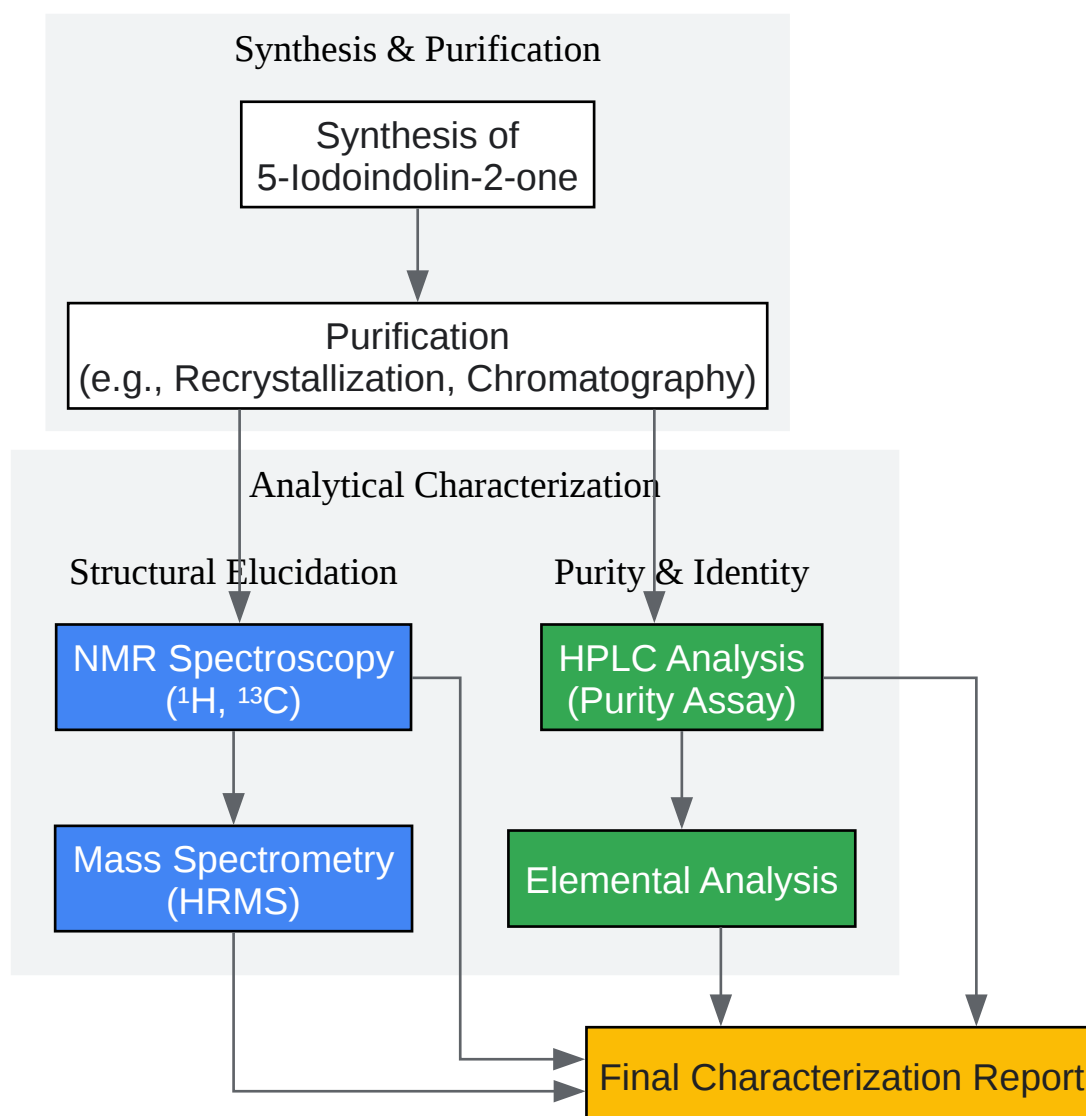 Synthesis & Purification
Synthesis of
5-Iodoindolin-2-one
Purification
(e.g., Recrystallization, Chromatography)
Analytical Characterization
Structural Elucidation
Purity & Identity
NMR Spectroscopy
(¹H, ¹³C)
HPLC Analysis
(Purity Assay)
Mass Spectrometry
(HRMS)
Elemental Analysis
Final Characterization Report